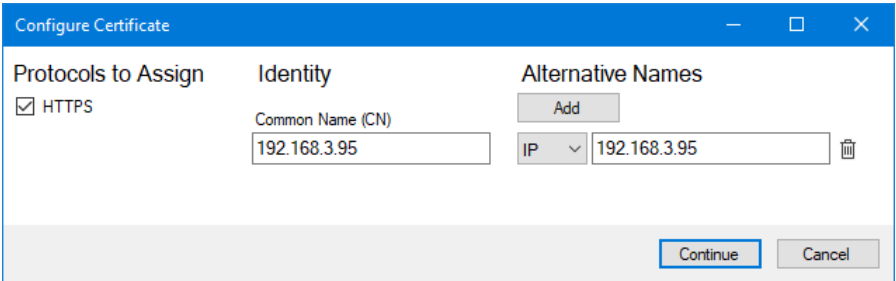 Configure Certificate
Protocols to Assign
HTTPS
Identity
Common Name (CN)
192.168.3.95
Alternative Names
Add
IP 192.168.3.95
Continue Cancel